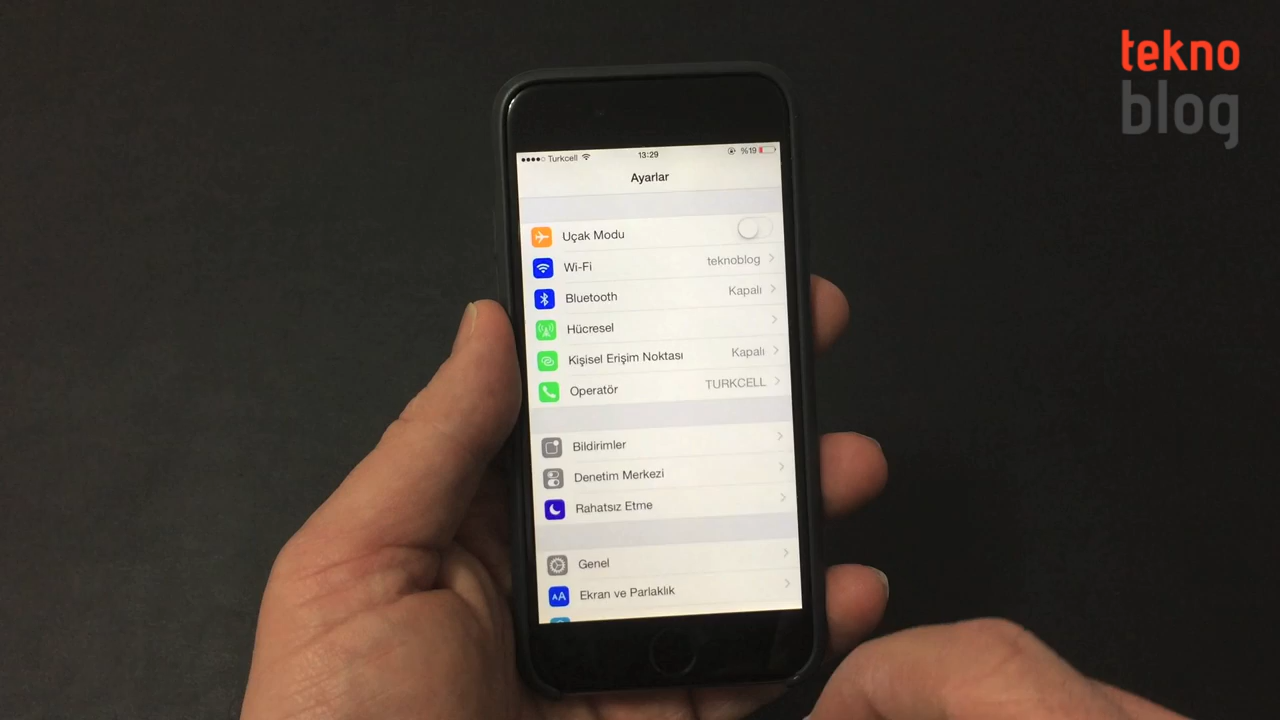 tekno
blog
Turkcell 13:29 %19
Ayarlar
Uçak Modu
Wi-Fi teknoblog
Bluetooth Kapalı
Hücresel
Kişisel Erişim Noktası Kapalı
Operatör TURKCELL
Bildirimler
Denetim Merkezi
Rahatsız Etme
Genel
AA Ekran ve Parlaklık